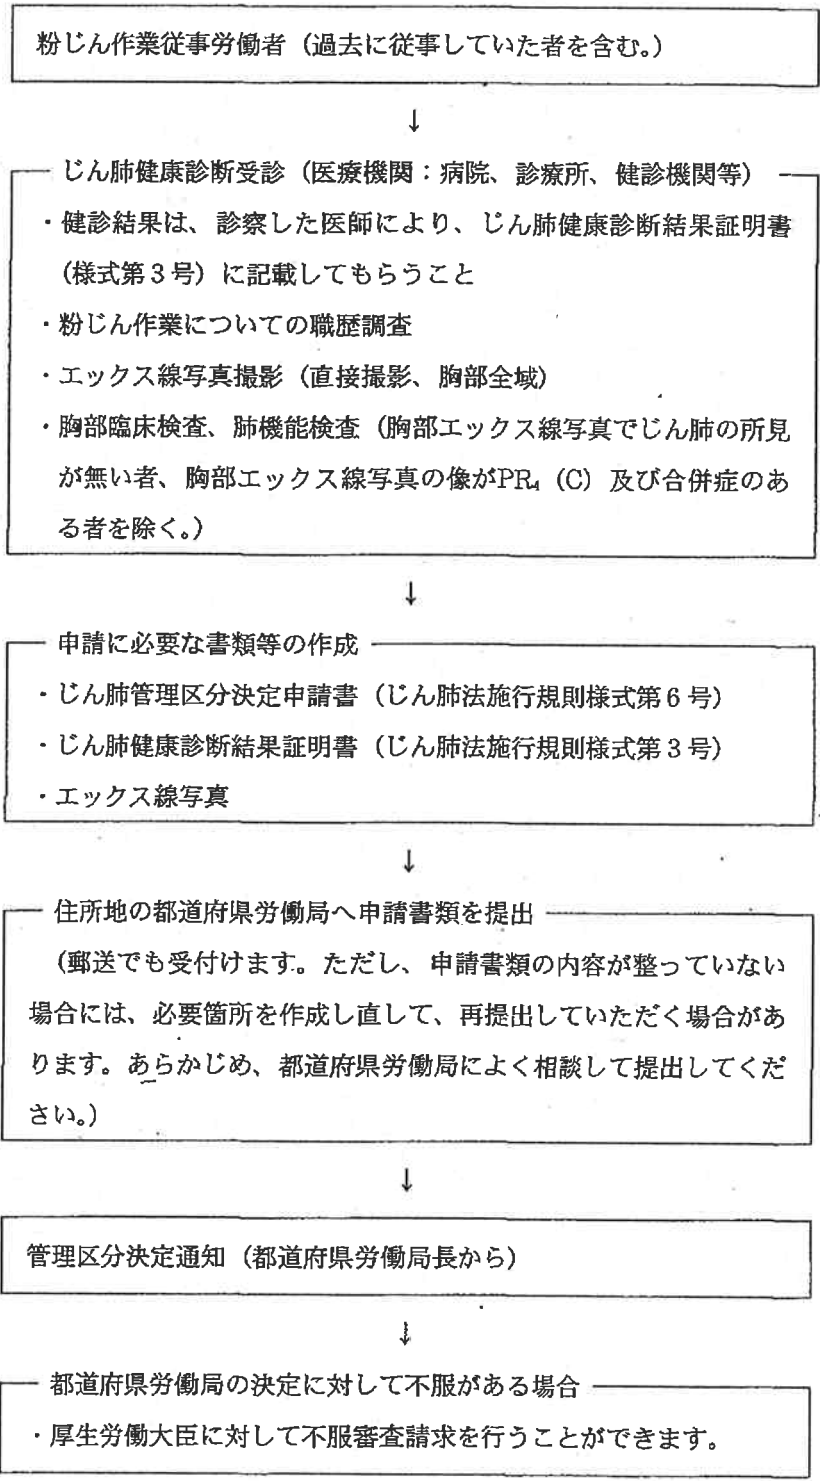 粉じん作業従事労働者（過去に従事していた者を含む。）
↓
じん肺健康診断受診（医療機関：病院、診療所、健診機関等）
・健診結果は、診察した医師により、じん肺健康診断結果証明書
（様式第３号）に記載してもらうこと
・粉じん作業についての職歴調査
・エックス線写真撮影（直接撮影、胸部全域）
・胸部臨床検査、肺機能検査（胸部エックス線写真でじん肺の所見
が無い者、胸部エックス線写真の像がPR₄（C）及び合併症のあ
る者を除く。）
↓
申請に必要な書類等の作成
・じん肺管理区分決定申請書（じん肺法施行規則様式第６号）
・じん肺健康診断結果証明書（じん肺法施行規則様式第３号）
・エックス線写真
↓
住所地の都道府県労働局へ申請書類を提出
（郵送でも受付けます。ただし、申請書類の内容が整っていない
場合には、必要箇所を作成し直して、再提出していただく場合があ
ります。あらかじめ、都道府県労働局によく相談して提出してくだ
さい。）
↓
管理区分決定通知（都道府県労働局長から）
↓
都道府県労働局の決定に対して不服がある場合
・厚生労働大臣に対して不服審査請求を行うことができます。